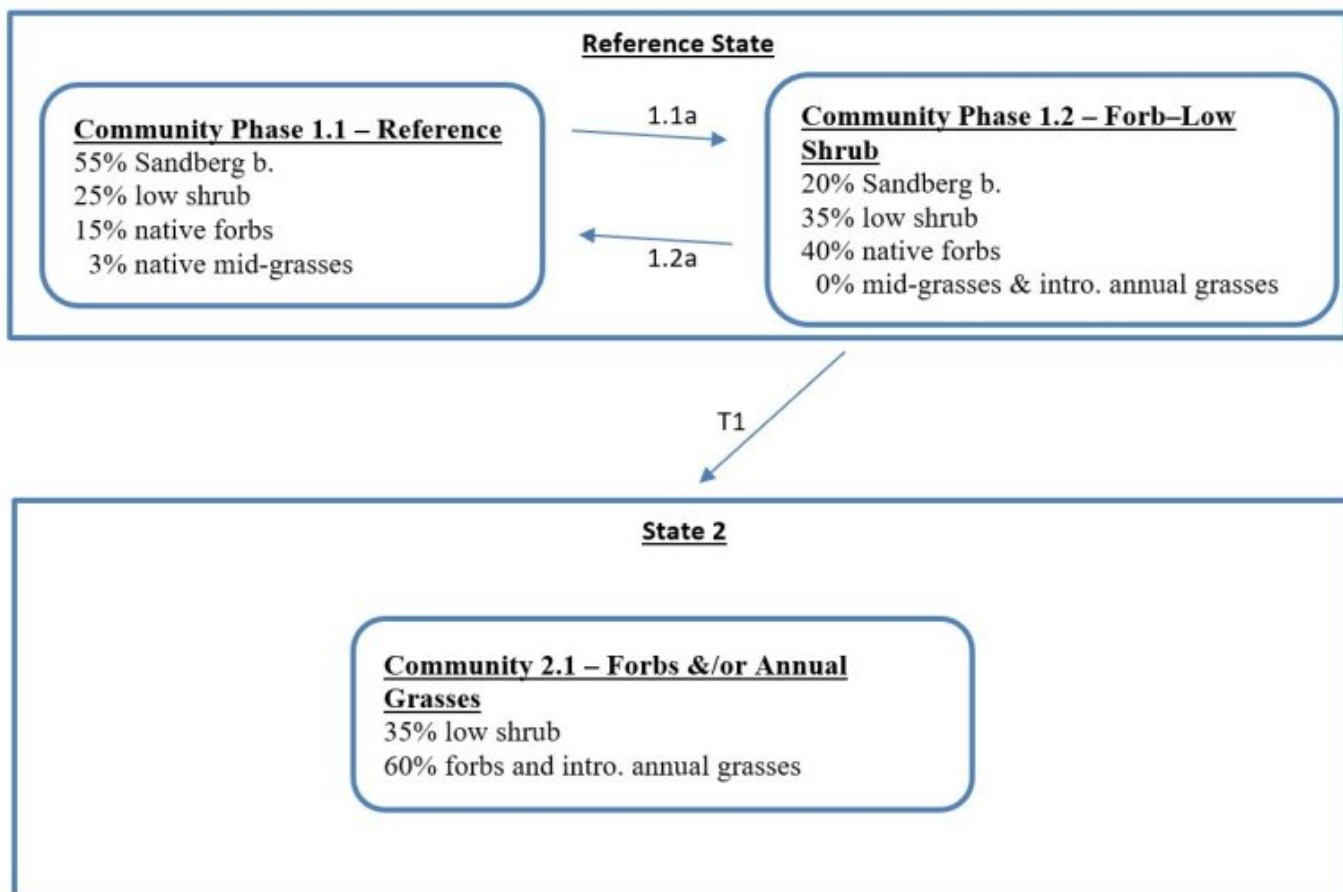 Reference State
Community Phase 1.1 – Reference
55% Sandberg b.
25% low shrub
15% native forbs
3% native mid-grasses
1.1a
1.2a
Community Phase 1.2 – Forb–Low
Shrub
20% Sandberg b.
35% low shrub
40% native forbs
0% mid-grasses & intro. annual grasses
T1
State 2
Community 2.1 – Forbs &/or Annual
Grasses
35% low shrub
60% forbs and intro. annual grasses